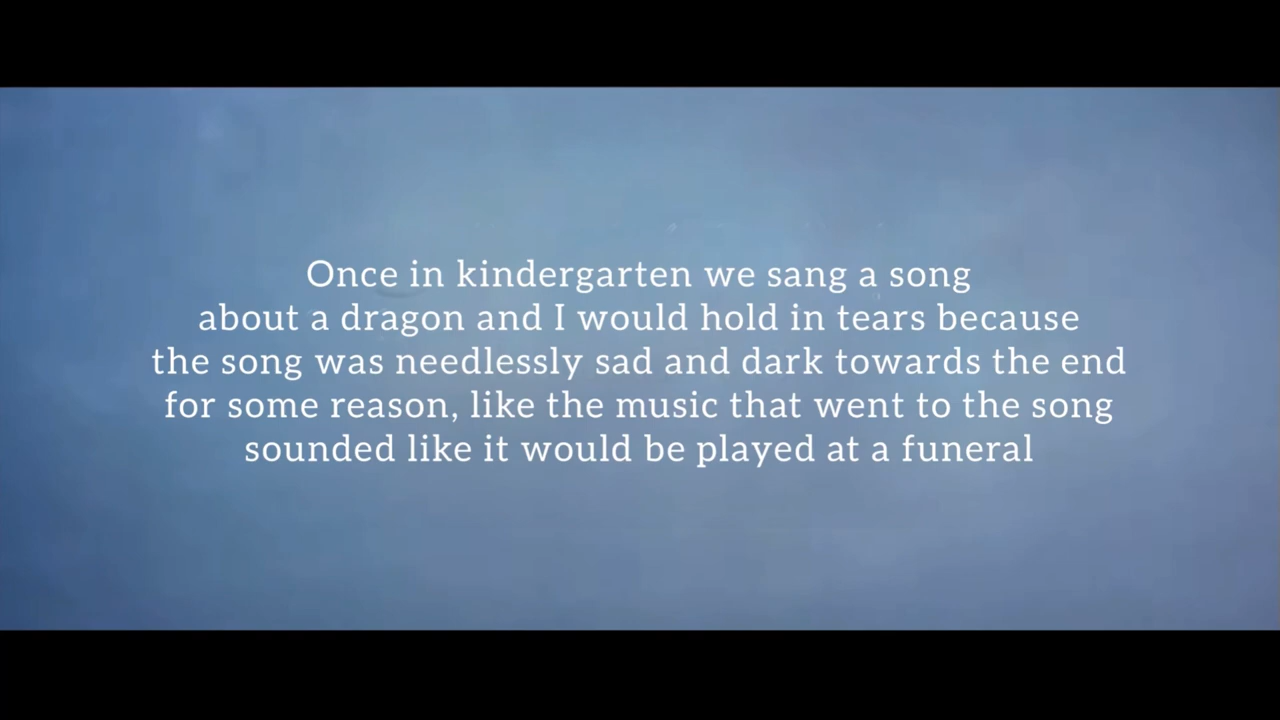 Once in kindergarten we sang a song
about a dragon and I would hold in tears because
the song was needlessly sad and dark towards the end
for some reason, like the music that went to the song
sounded like it would be played at a funeral